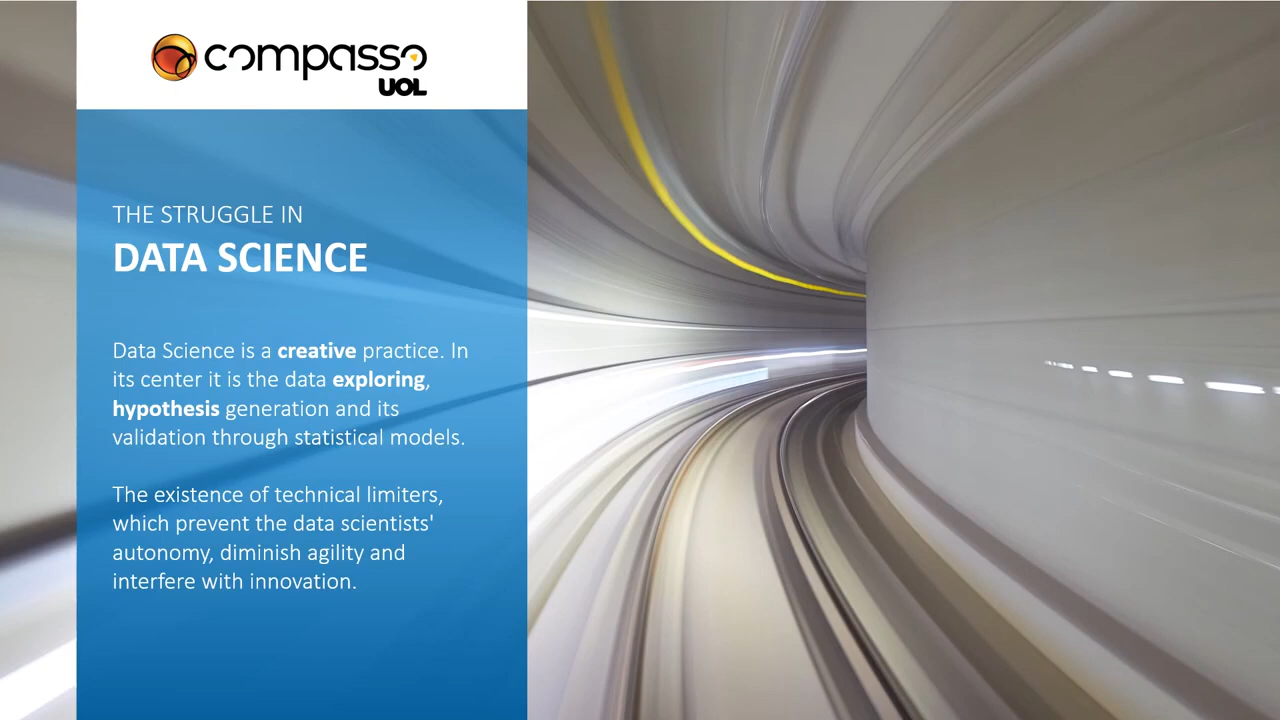 compasso
UOL
THE STRUGGLE IN
DATA SCIENCE
Data Science is a creative practice. In
its center it is the data exploring,
hypothesis generation and its
validation through statistical models.
The existence of technical limiters,
which prevent the data scientists'
autonomy, diminish agility and
interfere with innovation.